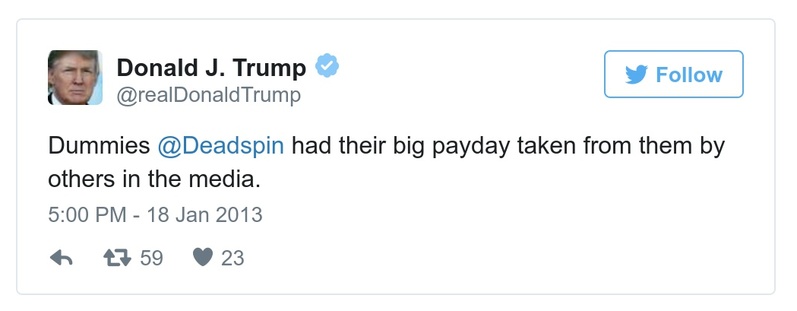 Donald J. Trump
@realDonaldTrump
Follow
Dummies @Deadspin had their big payday taken from them by
others in the media.
5:00 PM - 18 Jan 2013
59 23